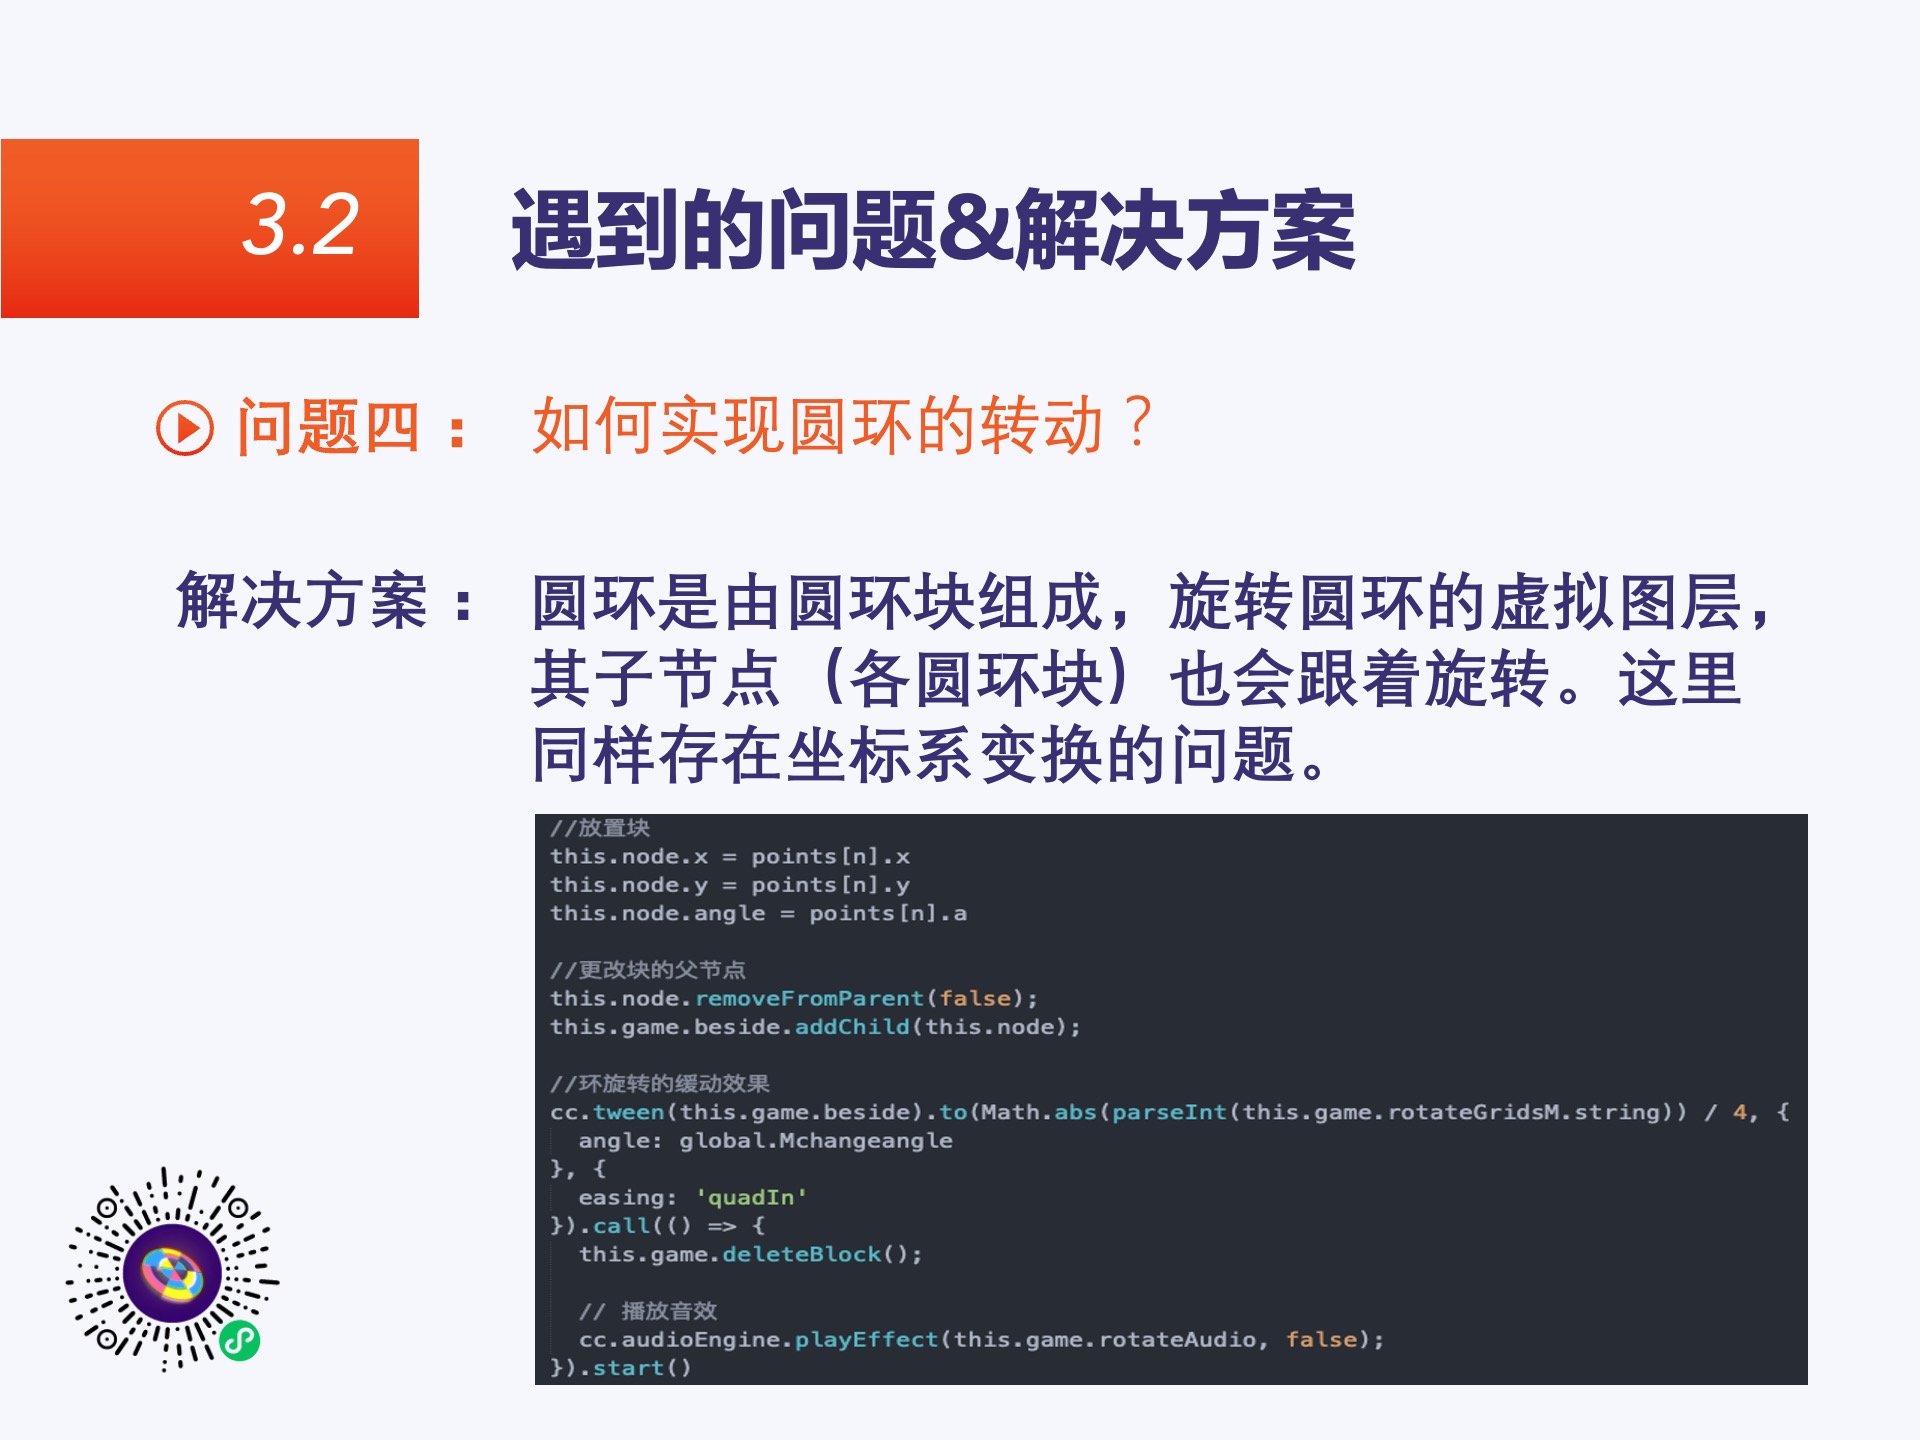 3.2
遇到的问题&解决方案
问题四：
如何实现圆环的转动？
解决方案：
圆环是由圆环块组成，旋转圆环的虚拟图层，
其子节点（各圆环块）也会跟着旋转。这里
同样存在坐标系变换的问题。
//放置块
this.node.x = points[n].x
this.node.y = points[n].y
this.node.angle = points[n].a
//更改块的父节点
this.node.removeFromParent(false);
this.game.beside.addChild(this.node);
//环旋转的缓动效果
cc.tween(this.game.beside).to(Math.abs(parseInt(this.game.rotateGridsM.string)) / 4, {
  angle: global.Mchangeangle
}, {
  easing: 'quadIn'
}).call(() => {
  this.game.deleteBlock();
  // 播放音效
  cc.audioEngine.playEffect(this.game.rotateAudio, false);
}).start()